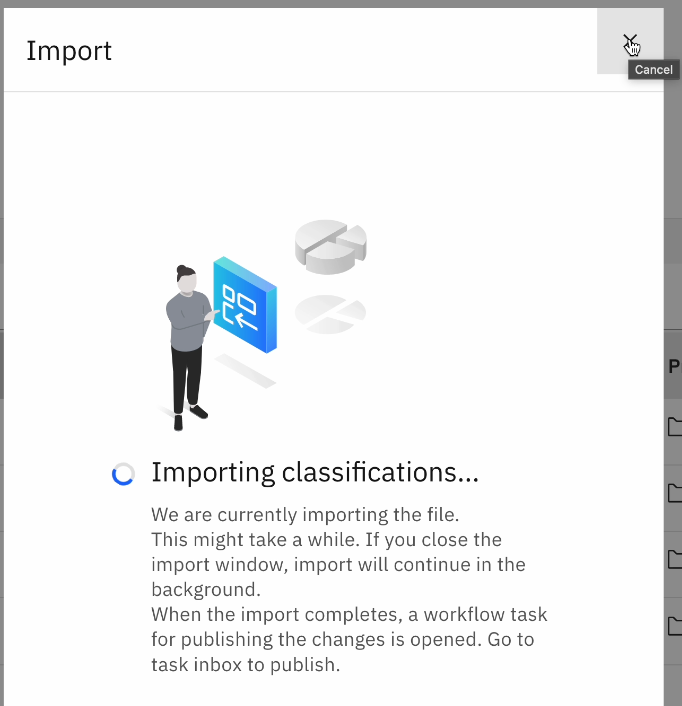 Import
Cancel
Importing classifications...
We are currently importing the file.
This might take a while. If you close the
import window, import will continue in the
background.
When the import completes, a workflow task
for publishing the changes is opened. Go to
task inbox to publish.
P